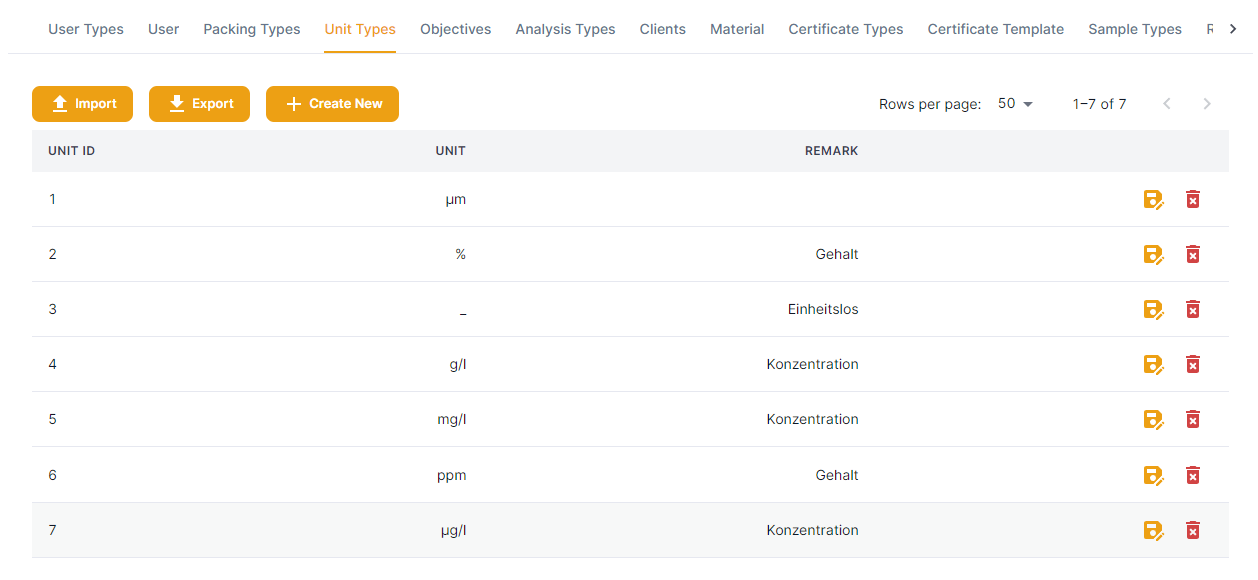 User Types User Packing Types Unit Types Objectives Analysis Types Clients Material Certificate Types Certificate Template Sample Types
Import Export Create New Rows per page: 50 1–7 of 7
UNIT ID UNIT REMARK
1 µm
2 % Gehalt
3 _ Einheitslos
4 g/l Konzentration
5 mg/l Konzentration
6 ppm Gehalt
7 µg/l Konzentration